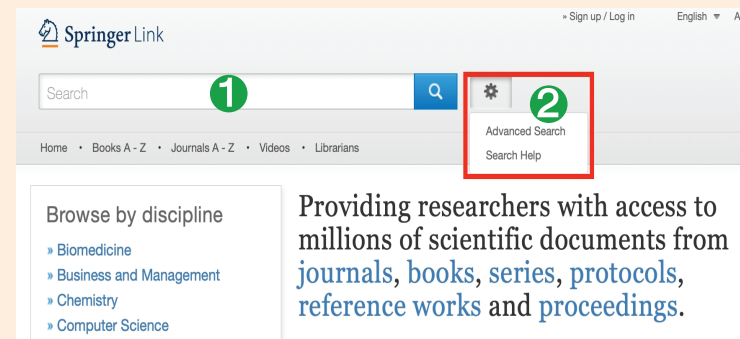 » Sign up / Log in English A
Springer Link
Search 1
2
Advanced Search
Search Help
Home • Books A - Z • Journals A - Z • Videos • Librarians
Browse by discipline
» Biomedicine
» Business and Management
» Chemistry
» Computer Science
Providing researchers with access to
millions of scientific documents from
journals, books, series, protocols,
reference works and proceedings.